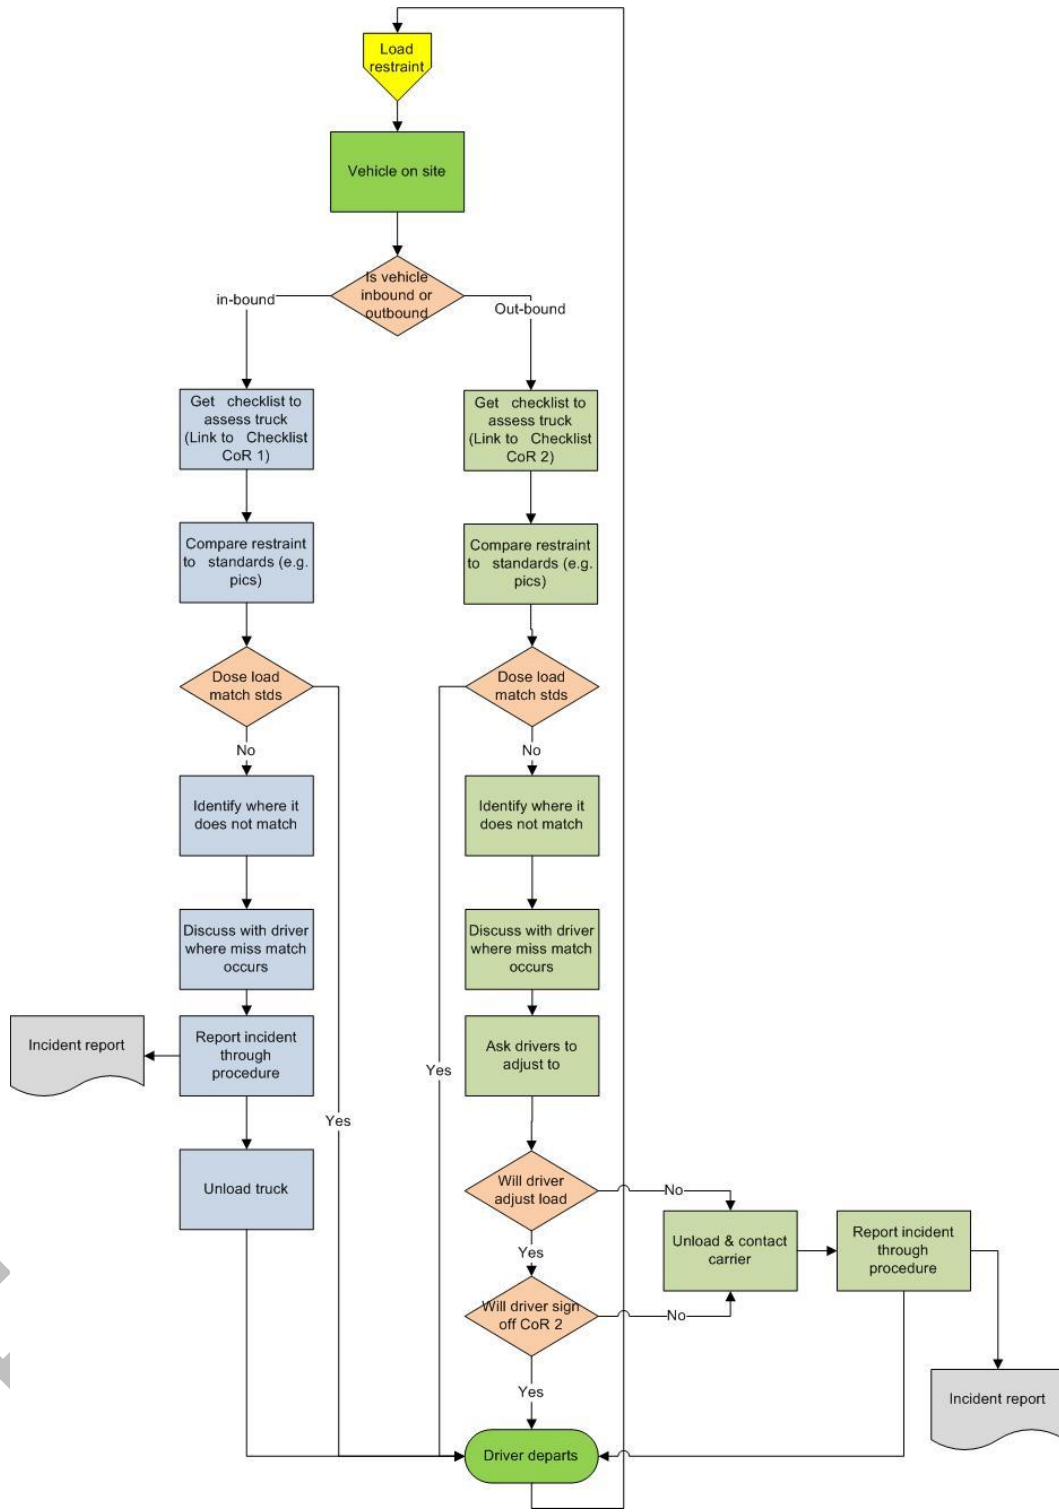 Load
restraint
Vehicle on site
Is vehicle
inbound or
outbound
in-bound
Out-bound
Get checklist to
assess truck
(Link to Checklist
CoR 1)
Get checklist to
assess truck
(Link to Checklist
CoR 2)
Compare restraint
to standards (e.g.
pics)
Compare restraint
to standards (e.g.
pics)
Dose load
match stds
Dose load
match stds
No
No
Identify where it
does not match
Identify where it
does not match
Discuss with driver
where miss match
occurs
Discuss with driver
where miss match
occurs
Incident report
Report incident
through
procedure
Ask drivers to
adjust to
Yes
Yes
Unload truck
Will driver
adjust load
No
Unload & contact
carrier
Report incident
through
procedure
Yes
Will driver sign
off CoR 2
No
Yes
Incident report
Driver departs